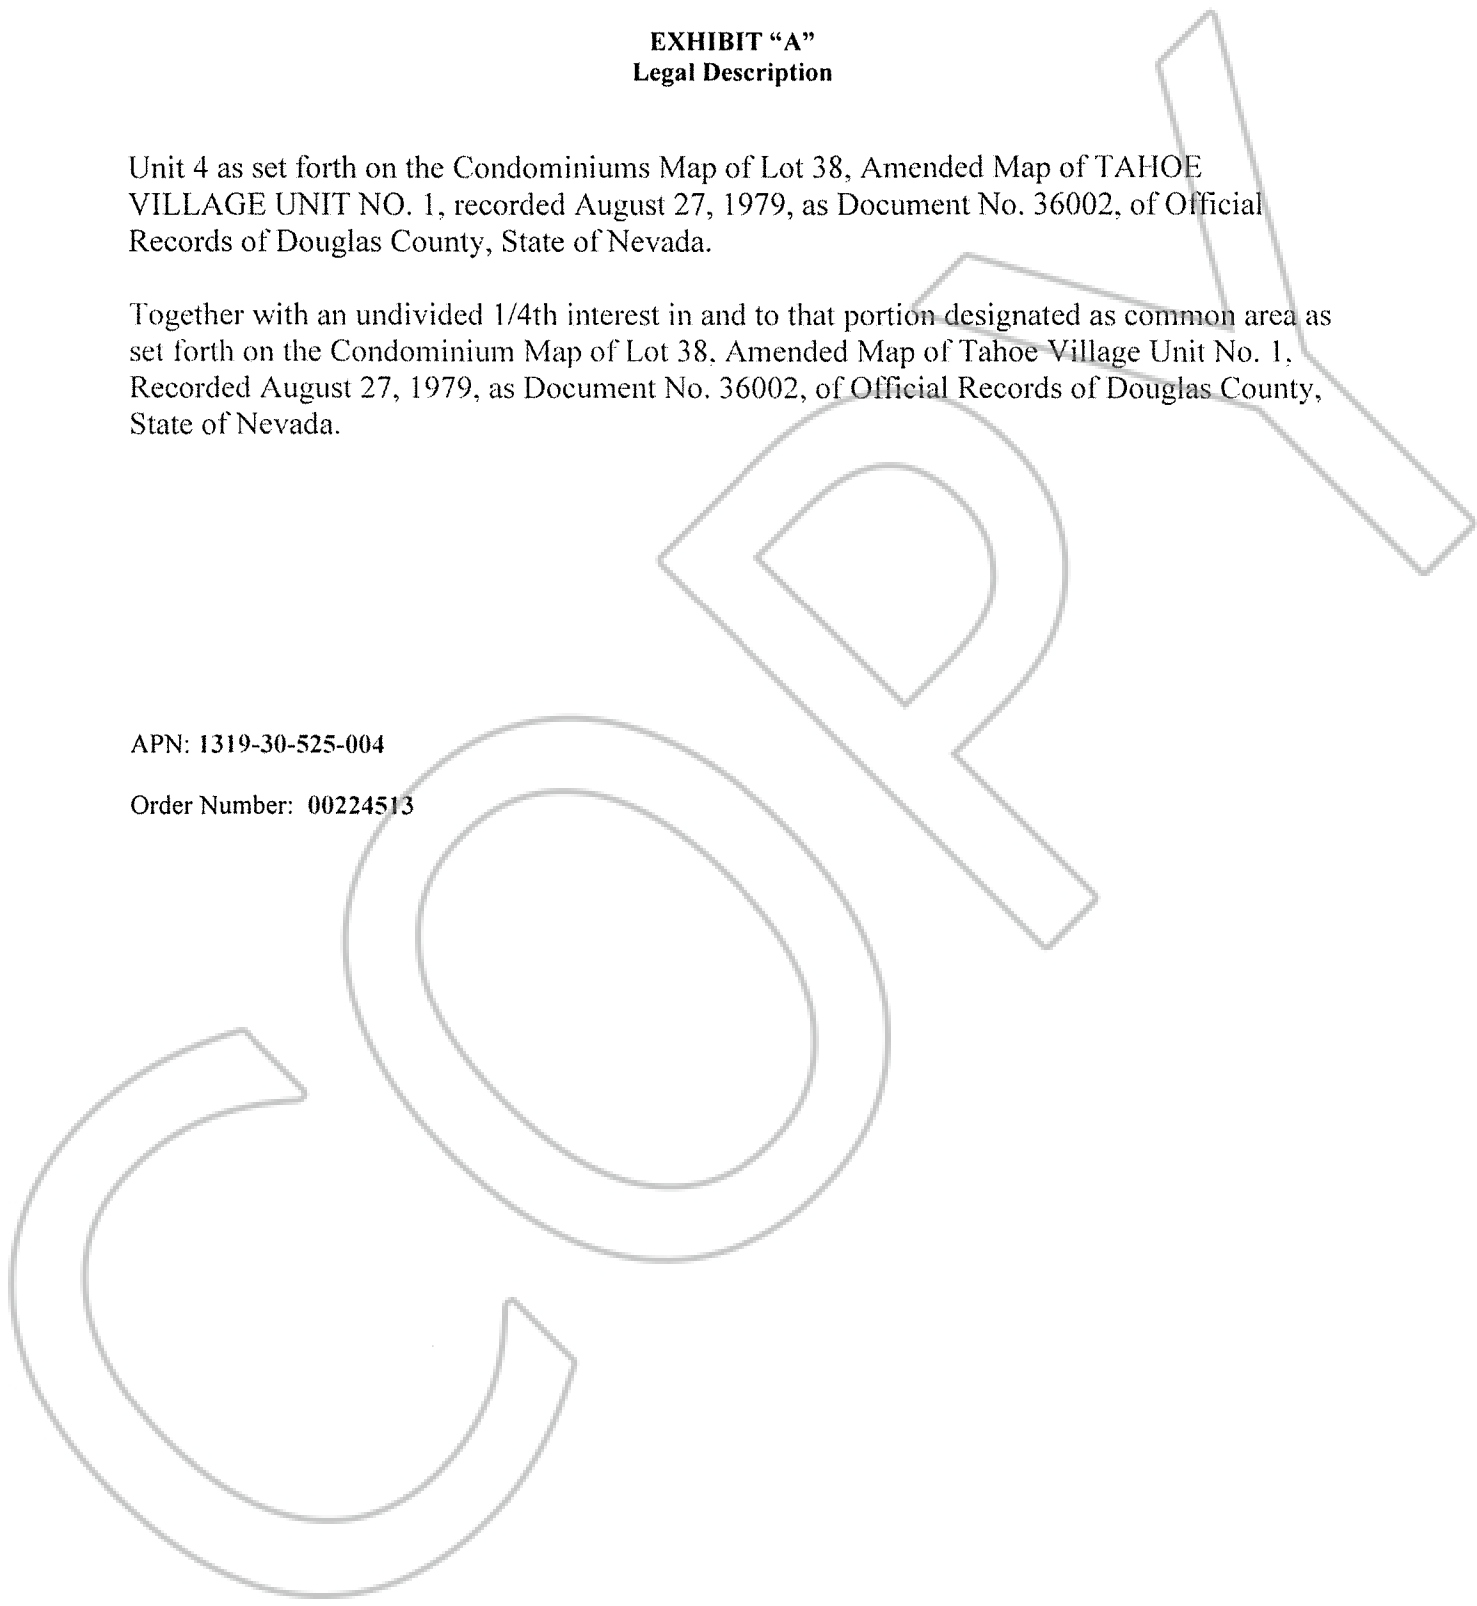 EXHIBIT “A”
Legal Description
Unit 4 as set forth on the Condominiums Map of Lot 38, Amended Map of TAHOE
VILLAGE UNIT NO. 1, recorded August 27, 1979, as Document No. 36002, of Official
Records of Douglas County, State of Nevada.
Together with an undivided 1/4th interest in and to that portion designated as common area as
set forth on the Condominium Map of Lot 38, Amended Map of Tahoe Village Unit No. 1,
Recorded August 27, 1979, as Document No. 36002, of Official Records of Douglas County,
State of Nevada.
APN: 1319-30-525-004
Order Number: 00224513
COPY